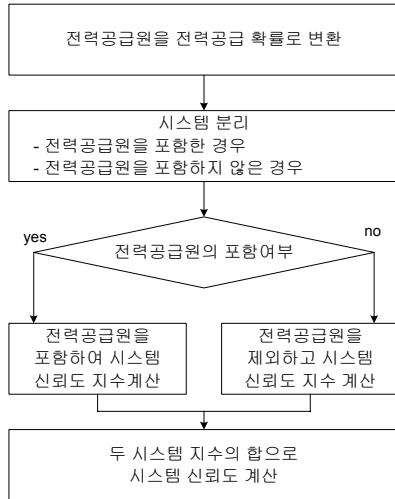 전력공급원을 전력공급 확률로 변환
시스템 분리
- 전력공급원을 포함한 경우
- 전력공급원을 포함하지 않은 경우
yes
no
전력공급원의 포함여부
전력공급원을
포함하여 시스템
신뢰도 지수계산
전력공급원을
제외하고 시스템
신뢰도 지수 계산
두 시스템 지수의 합으로
시스템 신뢰도 계산